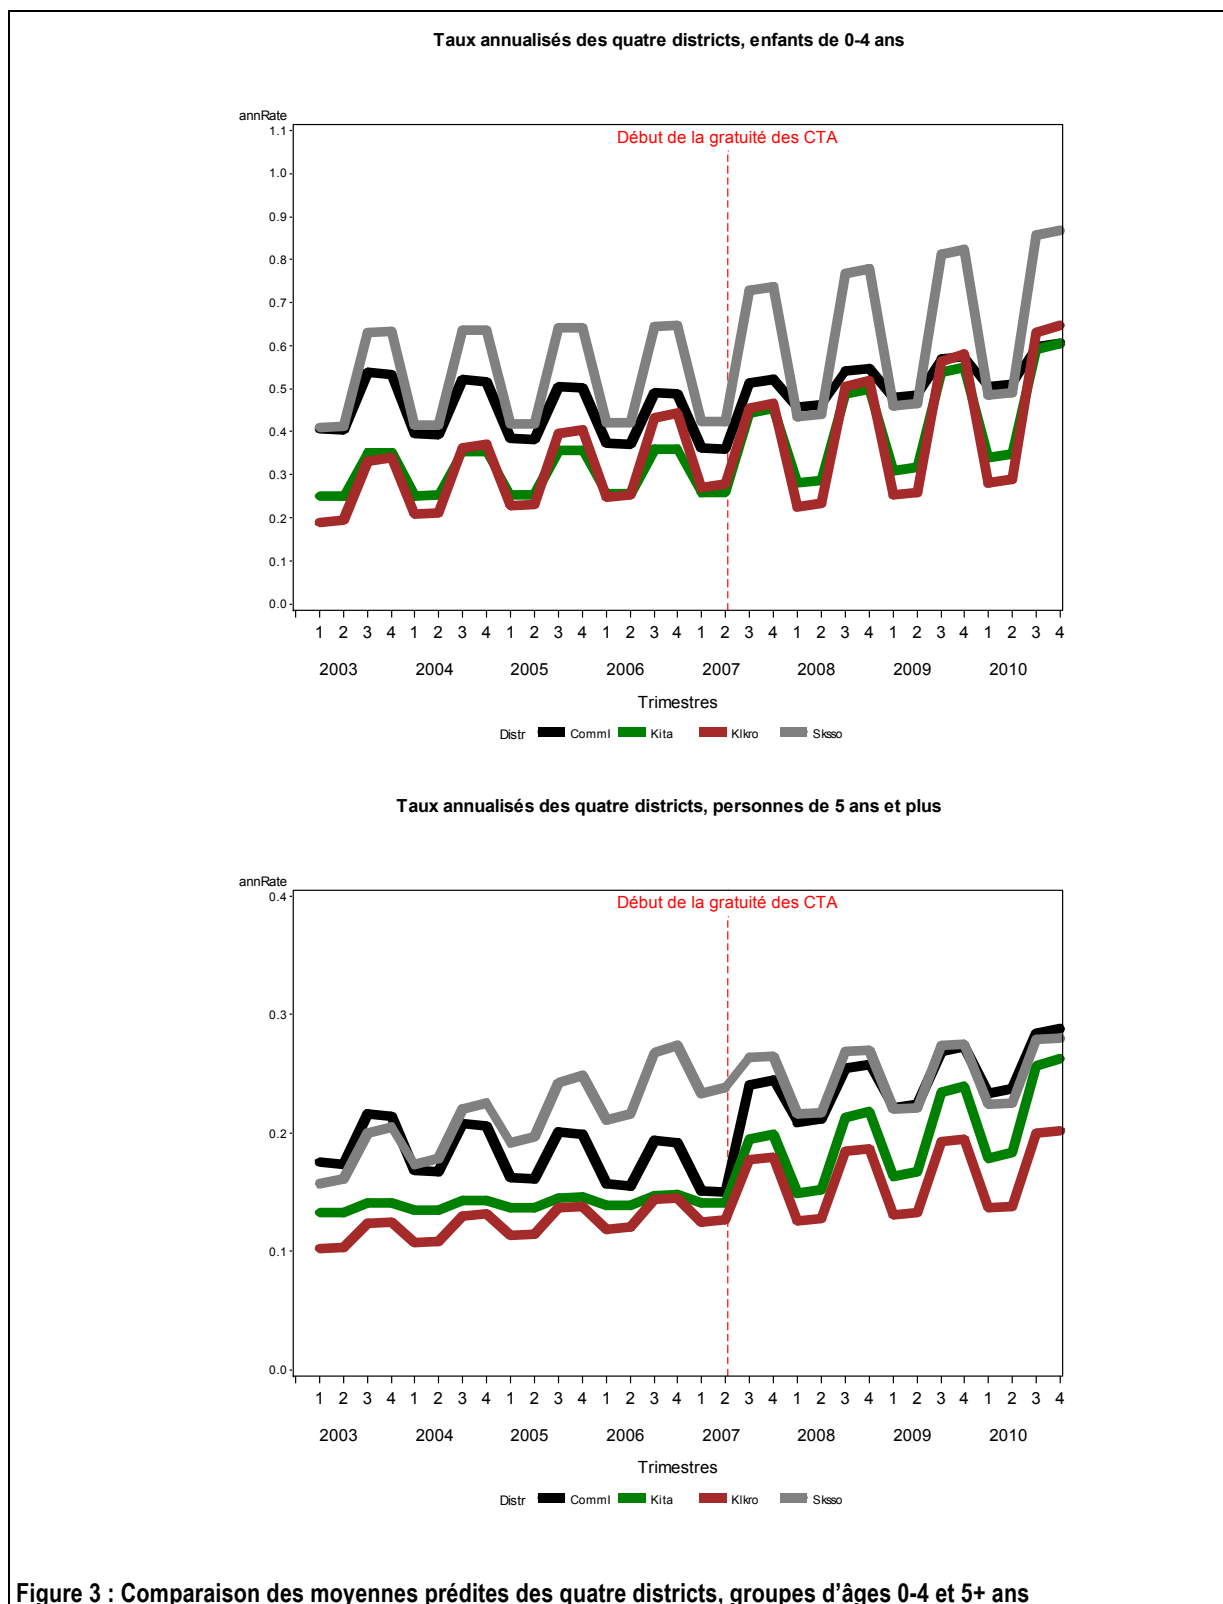 Taux annualisés des quatre districts, enfants de 0-4 ans
annRate
Début de la gratuité des CTA
1.1
1.0
0.9
0.8
0.7
0.6
0.5
0.4
0.3
0.2
0.1
0.0
1 2 3 4 1 2 3 4 1 2 3 4 1 2 3 4 1 2 3 4 1 2 3 4 1 2 3 4 1 2 3 4
2003 2004 2005 2006 2007 2008 2009 2010
Trimestres
Distr Comml Kita Klkro Sksso
Taux annualisés des quatre districts, personnes de 5 ans et plus
annRate
Début de la gratuité des CTA
0.4
0.3
0.2
0.1
0.0
1 2 3 4 1 2 3 4 1 2 3 4 1 2 3 4 1 2 3 4 1 2 3 4 1 2 3 4 1 2 3 4
2003 2004 2005 2006 2007 2008 2009 2010
Trimestres
Distr Comml Kita Klkro Sksso
Figure 3 : Comparaison des moyennes prédites des quatre districts, groupes d'âges 0-4 et 5+ ans